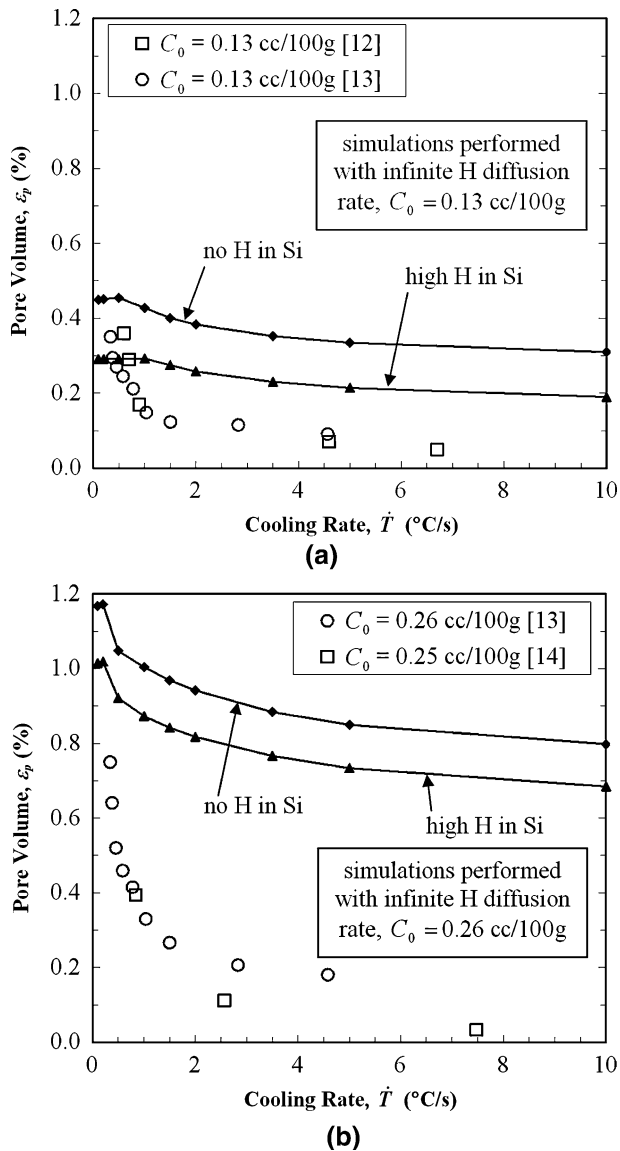 1.2
1.0
0.8
0.6
0.4
0.2
0.0
Pore Volume, εp (%)
C0 = 0.13 cc/100g [12]
C0 = 0.13 cc/100g [13]
simulations performed
with infinite H diffusion
rate, C0 = 0.13 cc/100g
no H in Si
high H in Si
0 2 4 6 8 10
Cooling Rate, Ṫ (°C/s)
(a)
1.2
1.0
0.8
0.6
0.4
0.2
0.0
Pore Volume, εp (%)
C0 = 0.26 cc/100g [13]
C0 = 0.25 cc/100g [14]
no H in Si
high H in Si
simulations performed
with infinite H diffusion
rate, C0 = 0.26 cc/100g
0 2 4 6 8 10
Cooling Rate, Ṫ (°C/s)
(b)